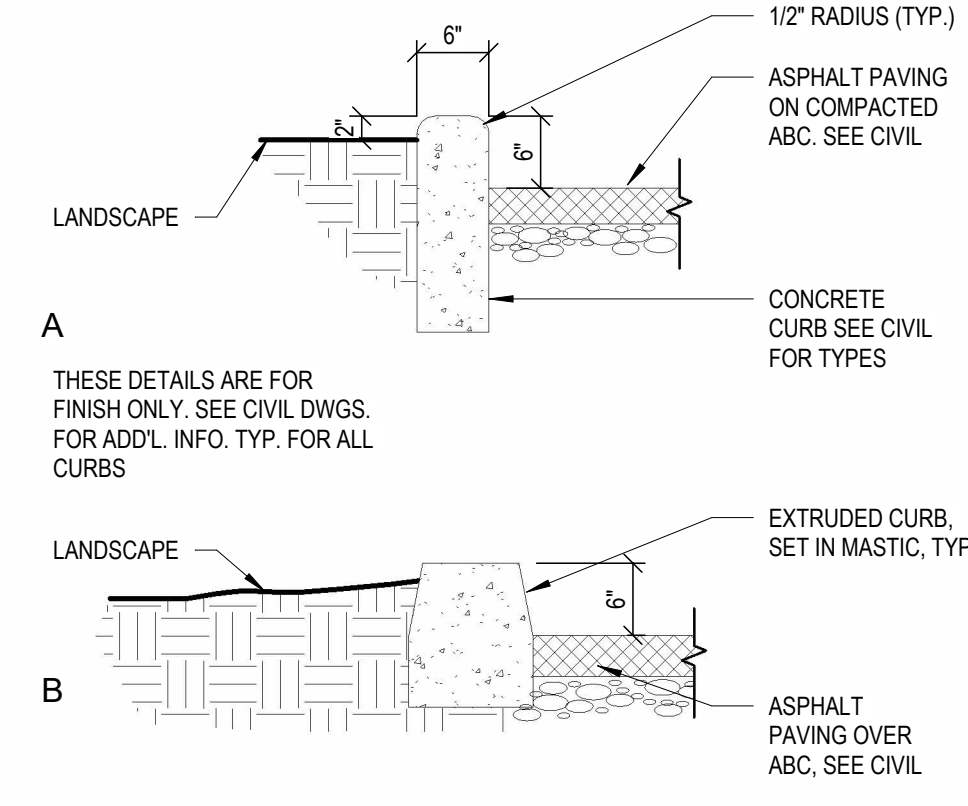 1/2" RADIUS (TYP.)
6"
ASPHALT PAVING
ON COMPACTED
ABC. SEE CIVIL
2"
6"
LANDSCAPE
CONCRETE
CURB SEE CIVIL
FOR TYPES
A
THESE DETAILS ARE FOR
FINISH ONLY. SEE CIVIL DWGS.
FOR ADD'L. INFO. TYP. FOR ALL
CURBS
EXTRUDED CURB,
SET IN MASTIC, TYP
LANDSCAPE
6"
B
ASPHALT
PAVING OVER
ABC, SEE CIVIL